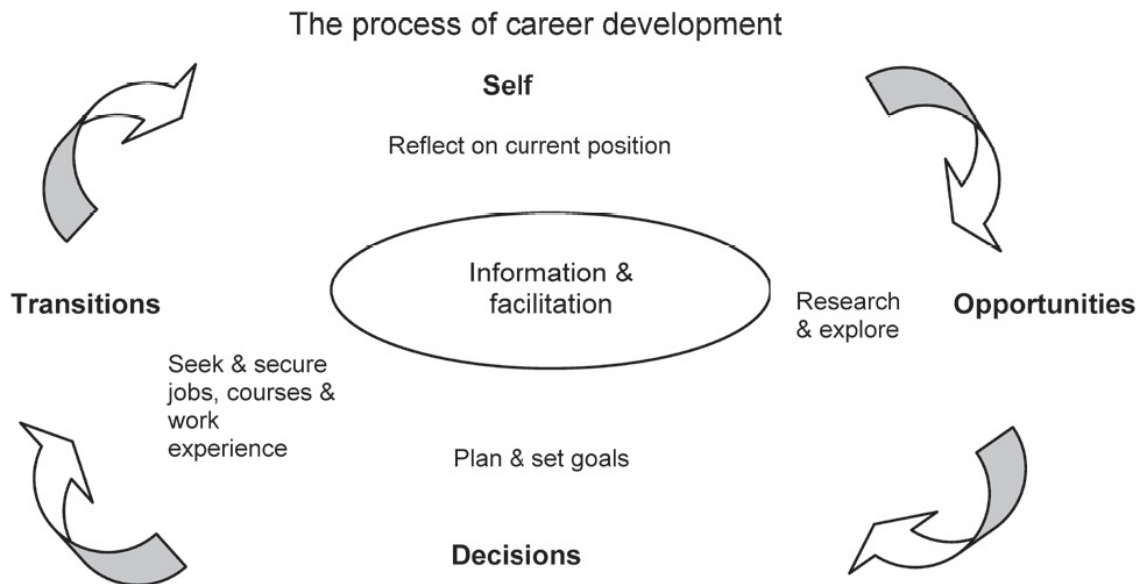 The process of career development
Self
Reflect on current position
Information &
facilitation
Transitions
Research
& explore
Opportunities
Seek & secure
jobs, courses &
work
experience
Plan & set goals
Decisions